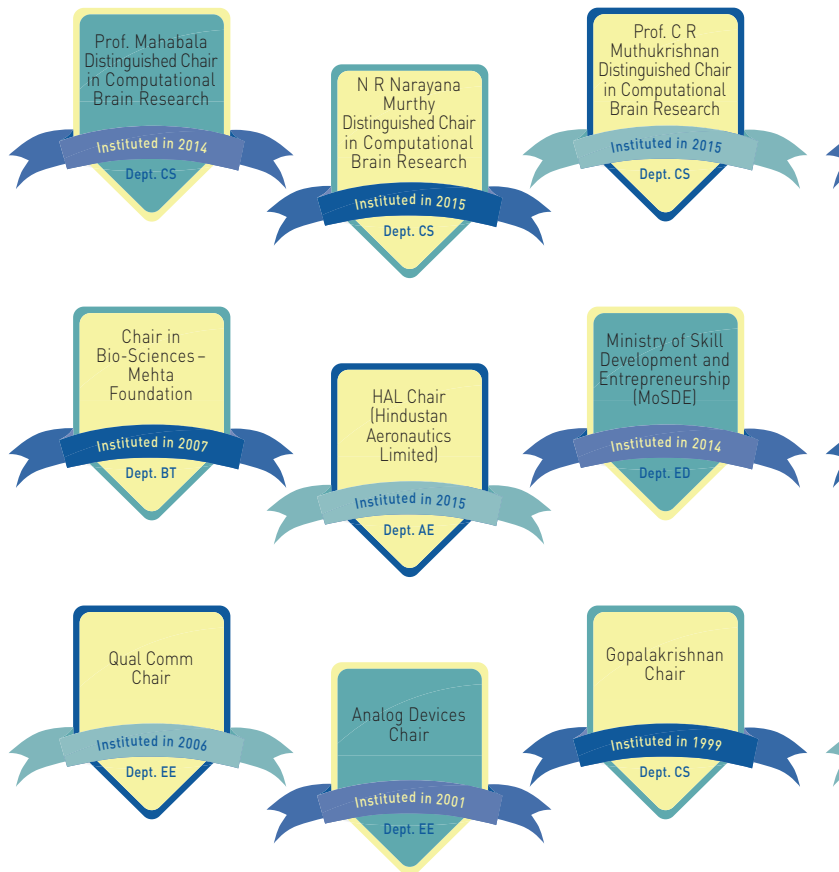 Prof. Mahabala
Distinguished Chair
in Computational
Brain Research
Instituted in 2014
Dept. CS
N R Narayana
Murthy
Distinguished Chair
in Computational
Brain Research
Instituted in 2015
Dept. CS
Prof. C R
Muthukrishnan
Distinguished Chair
in Computational
Brain Research
Instituted in 2015
Dept. CS
Chair in
Bio-Sciences –
Mehta
Foundation
Instituted in 2007
Dept. BT
HAL Chair
(Hindustan
Aeronautics
Limited)
Instituted in 2015
Dept. AE
Ministry of Skill
Development and
Entrepreneurship
(MoSDE)
Instituted in 2014
Dept. ED
Qual Comm
Chair
Instituted in 2006
Dept. EE
Analog Devices
Chair
Instituted in 2001
Dept. EE
Gopalakrishnan
Chair
Instituted in 1999
Dept. CS